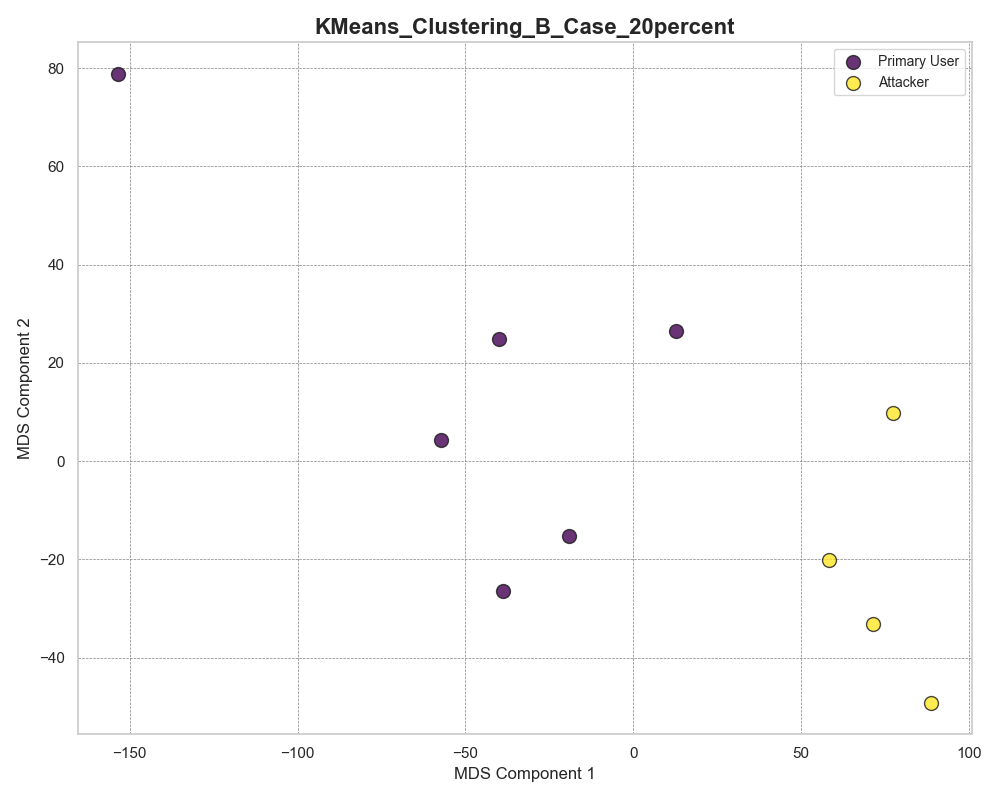 KMeans_Clustering_B_Case_20percent
Primary User
Attacker
80
60
40
20
0
−20
−40
MDS Component 2
−150
−100
−50
0
50
100
MDS Component 1